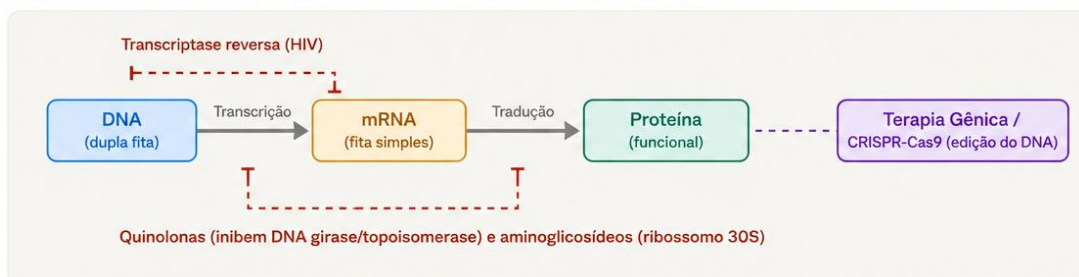 Transcriptase reversa (HIV)
DNA
(dupla fita)
Transcrição
mRNA
(fita simples)
Tradução
Proteína
(funcional)
Terapia Gênica /
CRISPR-Cas9 (edição do DNA)
Quinolonas (inibem DNA girase/topoisomerase) e aminoglicosídeos (ribossomo 30S)